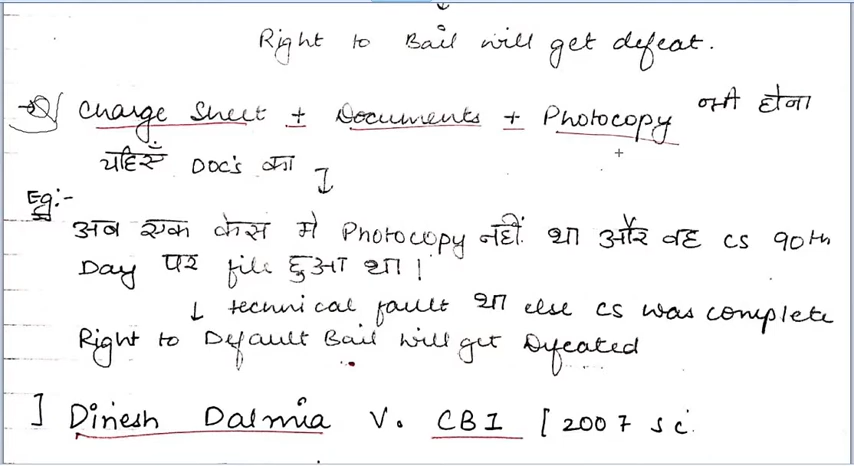 Right to Bail will get defeat.
Charge Sheet + Documents + Photocopy भी होना
चाहिएँ Doc's का ↓
Eg:-
अब एक केस मे Photocopy नहीं था और वह CS 90th
Day पर file हुआ था।
↓ technical fault था else CS was complete
Right to Default Bail will get Defeated
] Dinesh Dalmia V. CBI [2007 SC